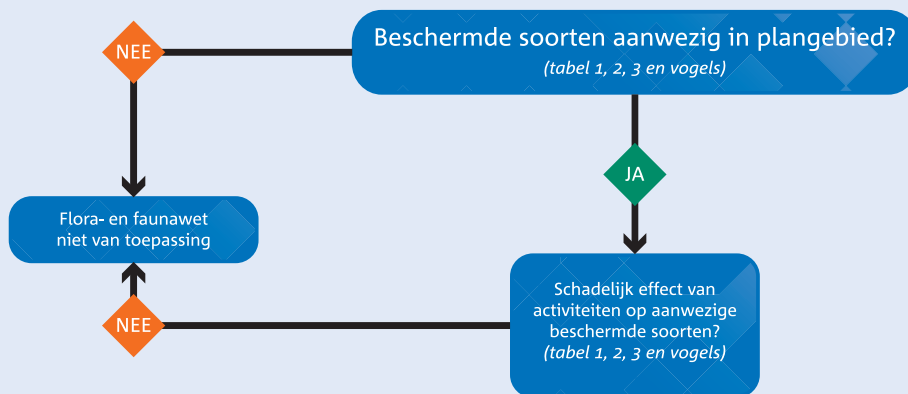 NEE
Beschermde soorten aanwezig in plangebied?
(tabel 1, 2, 3 en vogels)
JA
Flora- en faunawet
niet van toepassing
Schadelijk effect van
activiteiten op aanwezige
beschermde soorten?
(tabel 1, 2, 3 en vogels)
NEE